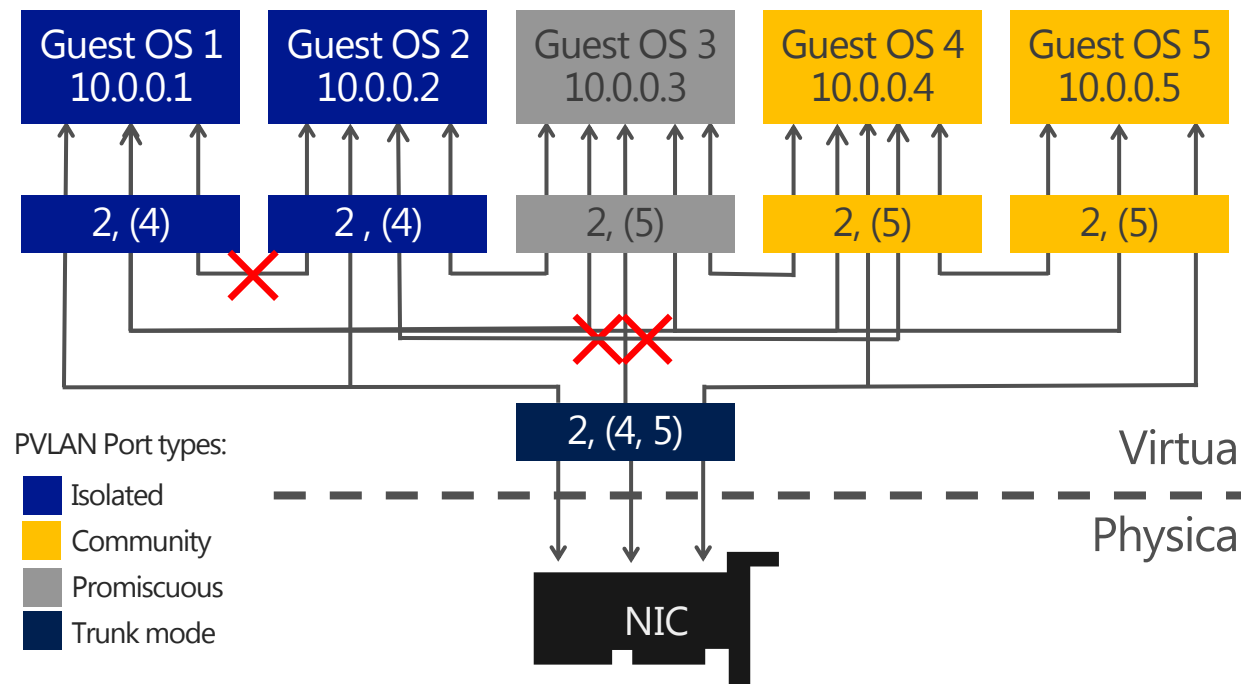 Guest OS 1
10.0.0.1
Guest OS 2
10.0.0.2
Guest OS 3
10.0.0.3
Guest OS 4
10.0.0.4
Guest OS 5
10.0.0.5
2, (4)
2 , (4)
2, (5)
2, (5)
2, (5)
2, (4, 5)
PVLAN Port types:
Isolated
Community
Promiscuous
Trunk mode
Virtua
Physica
NIC